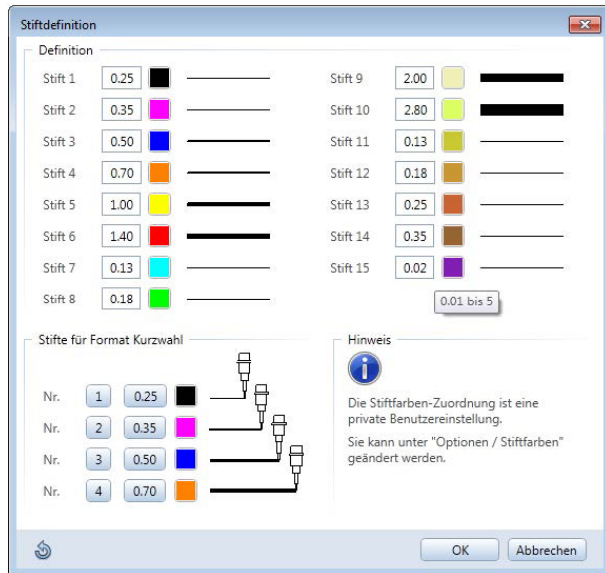 Stiftdefinition
Definition
Stift 1 0.25
Stift 2 0.35
Stift 3 0.50
Stift 4 0.70
Stift 5 1.00
Stift 6 1.40
Stift 7 0.13
Stift 8 0.18
Stift 9 2.00
Stift 10 2.80
Stift 11 0.13
Stift 12 0.18
Stift 13 0.25
Stift 14 0.35
Stift 15 0.02
0.01 bis 5
Stifte für Format Kurzwahl
Nr. 1 0.25
Nr. 2 0.35
Nr. 3 0.50
Nr. 4 0.70
Hinweis
Die Stiftfarben-Zuordnung ist eine
private Benutzereinstellung.
Sie kann unter "Optionen / Stiftfarben"
geändert werden.
OK Abbrechen